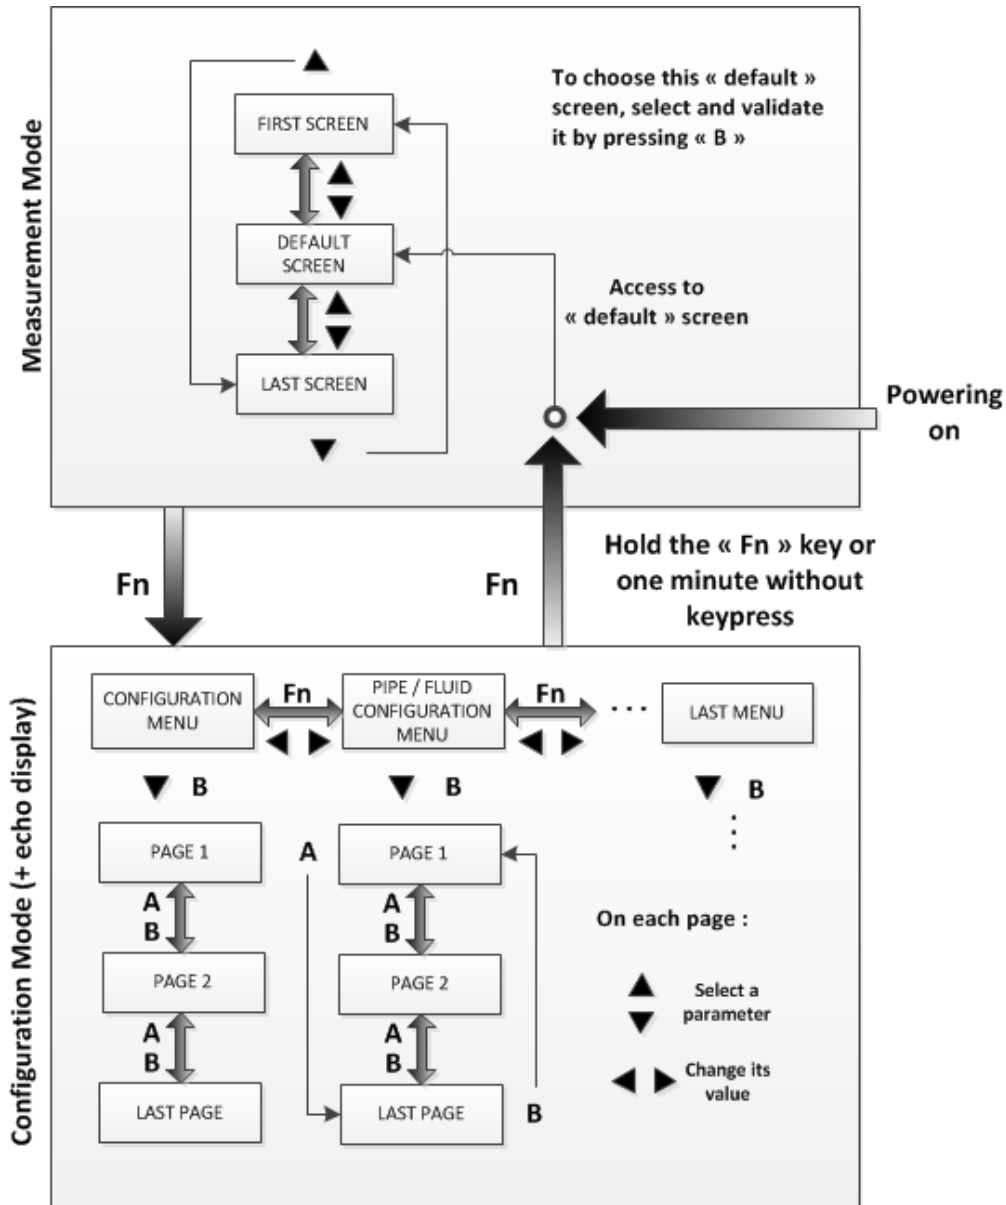 Measurement Mode
To choose this « default »
screen, select and validate
it by pressing « B »
FIRST SCREEN
DEFAULT
SCREEN
LAST SCREEN
Access to
« default » screen
Powering
on
Fn
Fn
Hold the « Fn » key or
one minute without
keypress
Configuration Mode (+ echo display)
CONFIGURATION
MENU
Fn
PIPE / FLUID
CONFIGURATION
MENU
Fn
...
LAST MENU
B
B
B
PAGE 1
A
PAGE 1
A
B
A
B
On each page :
PAGE 2
PAGE 2
Select a
parameter
A
B
A
B
Change its
value
LAST PAGE
LAST PAGE
B